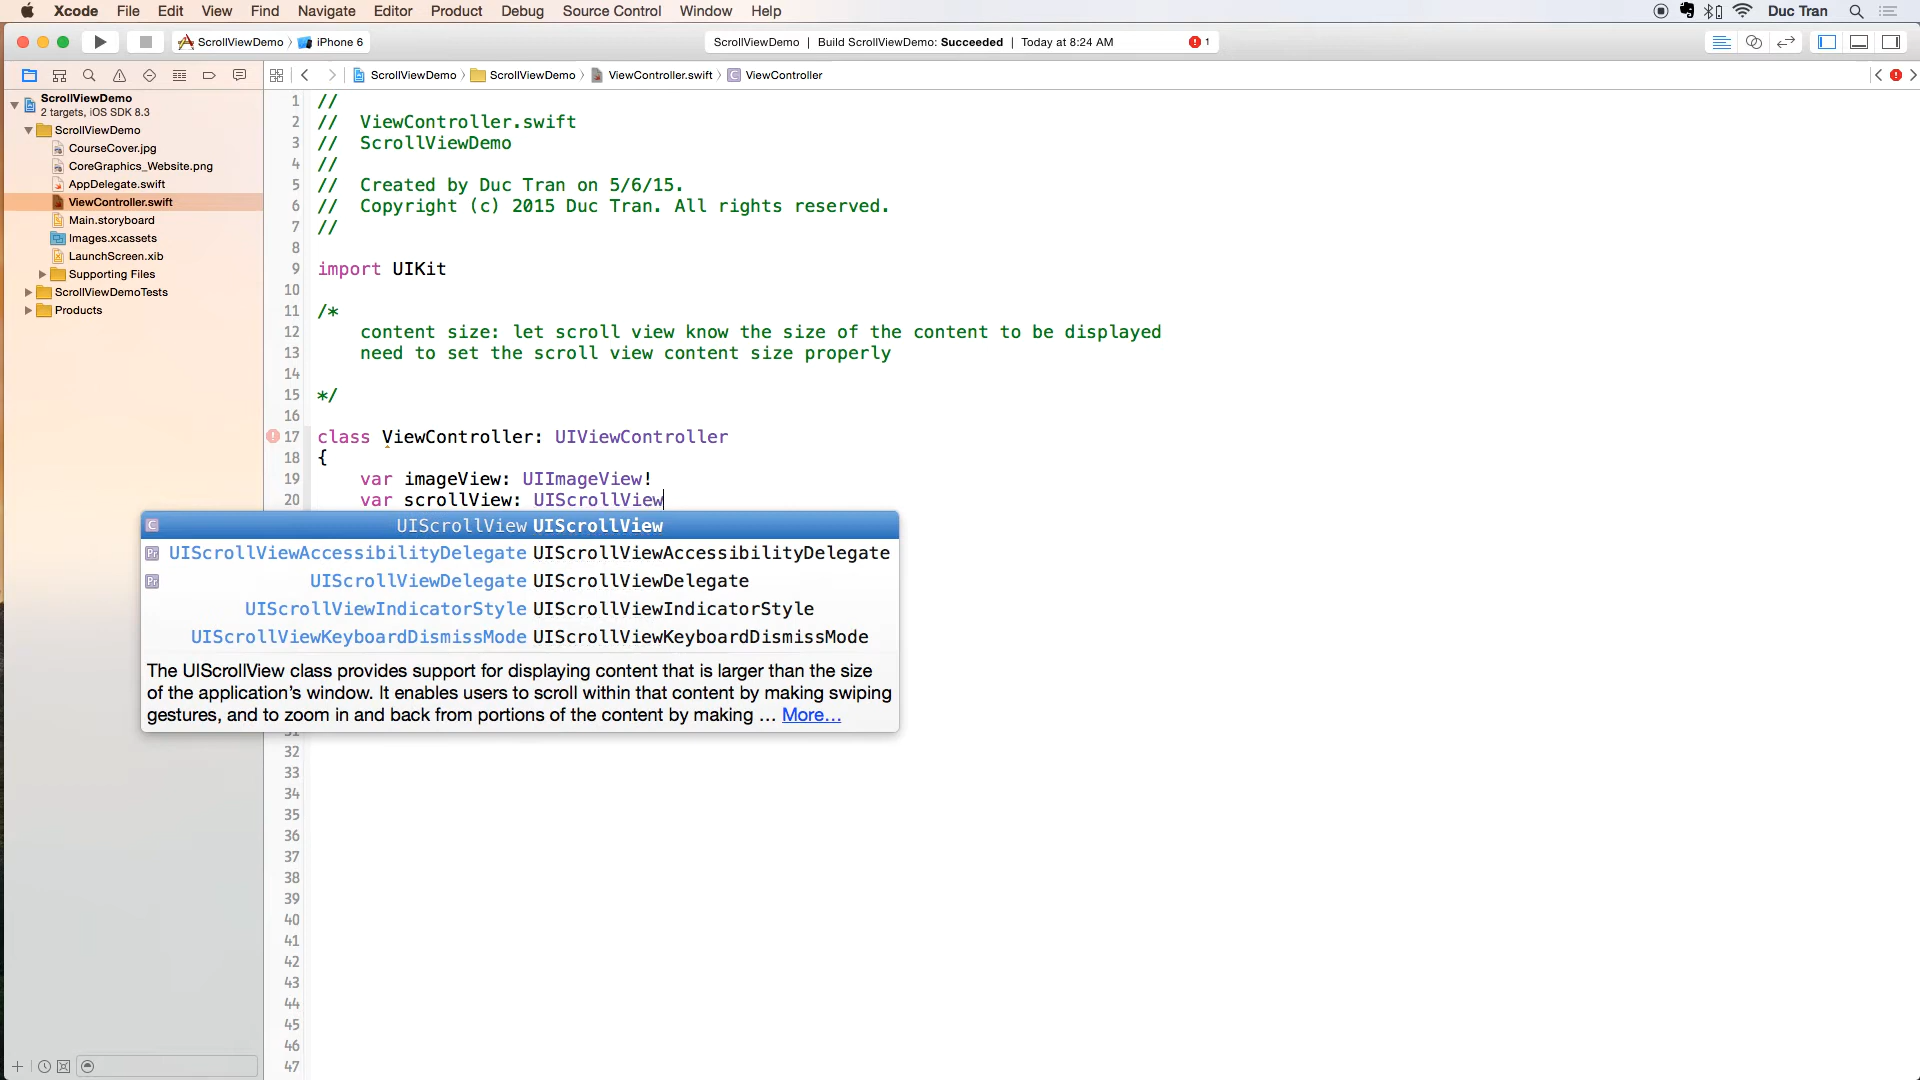 Xcode File Edit View Find Navigate Editor Product Debug Source Control Window Help Duc Tran
ScrollViewDemo iPhone 6 ScrollViewDemo | Build ScrollViewDemo: Succeeded | Today at 8:24 AM 1
ScrollViewDemo ScrollViewDemo ViewController.swift C ViewController
ScrollViewDemo
2 targets, iOS SDK 8.3
ScrollViewDemo
CourseCover.jpg
CoreGraphics_Website.png
AppDelegate.swift
ViewController.swift
Main.storyboard
Images.xcassets
LaunchScreen.xib
Supporting Files
ScrollViewDemoTests
Products
1 //
2 // ViewController.swift
3 // ScrollViewDemo
4 //
5 // Created by Duc Tran on 5/6/15.
6 // Copyright (c) 2015 Duc Tran. All rights reserved.
7 //
8
9 import UIKit
10
11 /*
12 content size: let scroll view know the size of the content to be displayed
13 need to set the scroll view content size properly
14
15 */
16
17 class ViewController: UIViewController
18 {
19 var imageView: UIImageView!
20 var scrollView: UIScrollView
C UIScrollView UIScrollView
Pr UIScrollViewAccessibilityDelegate UIScrollViewAccessibilityDelegate
Pr UIScrollViewDelegate UIScrollViewDelegate
UIScrollViewIndicatorStyle UIScrollViewIndicatorStyle
UIScrollViewKeyboardDismissMode UIScrollViewKeyboardDismissMode
The UIScrollView class provides support for displaying content that is larger than the size
of the application's window. It enables users to scroll within that content by making swiping
gestures, and to zoom in and back from portions of the content by making … More…
32
33
34
35
36
37
38
39
40
41
42
43
44
45
46
47